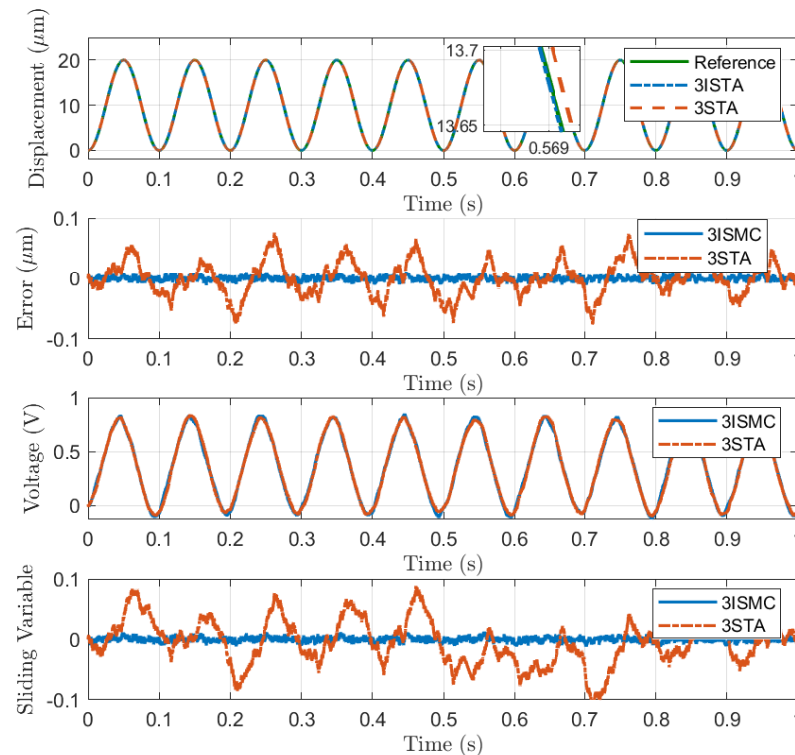 Displacement (μm)
20
10
0
13.7
13.65
0.569
Reference
3ISTA
3STA
0 0.1 0.2 0.3 0.4 0.5 0.6 0.7 0.8 0.9 1
Time (s)
Error (μm)
0.1
0
-0.1
3ISMC
3STA
0 0.1 0.2 0.3 0.4 0.5 0.6 0.7 0.8 0.9 1
Time (s)
Voltage (V)
1
0.5
0
3ISMC
3STA
0 0.1 0.2 0.3 0.4 0.5 0.6 0.7 0.8 0.9 1
Time (s)
Sliding Variable
0.1
0
-0.1
3ISMC
3STA
0 0.1 0.2 0.3 0.4 0.5 0.6 0.7 0.8 0.9 1
Time (s)